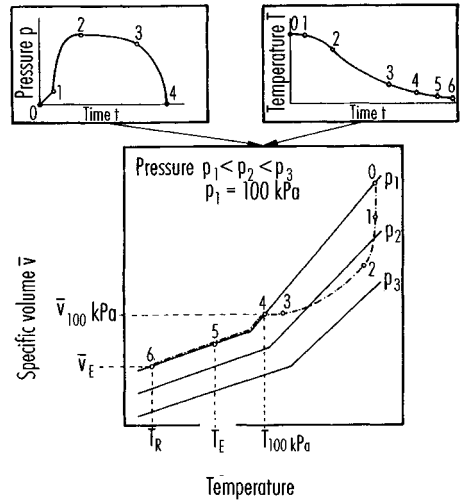 Pressure p
0
1
2
3
4
Time t
Temperature T
0 1
2
3
4
5
6
Time t
Pressure p₁ < p₂ < p₃
p₁ = 100 kPa
0
p₁
1
p₂
2
p₃
Specific volume v̄
v̄₁₀₀ kPa
4
3
5
v̄E
6
TR
TE
T100 kPa
Temperature